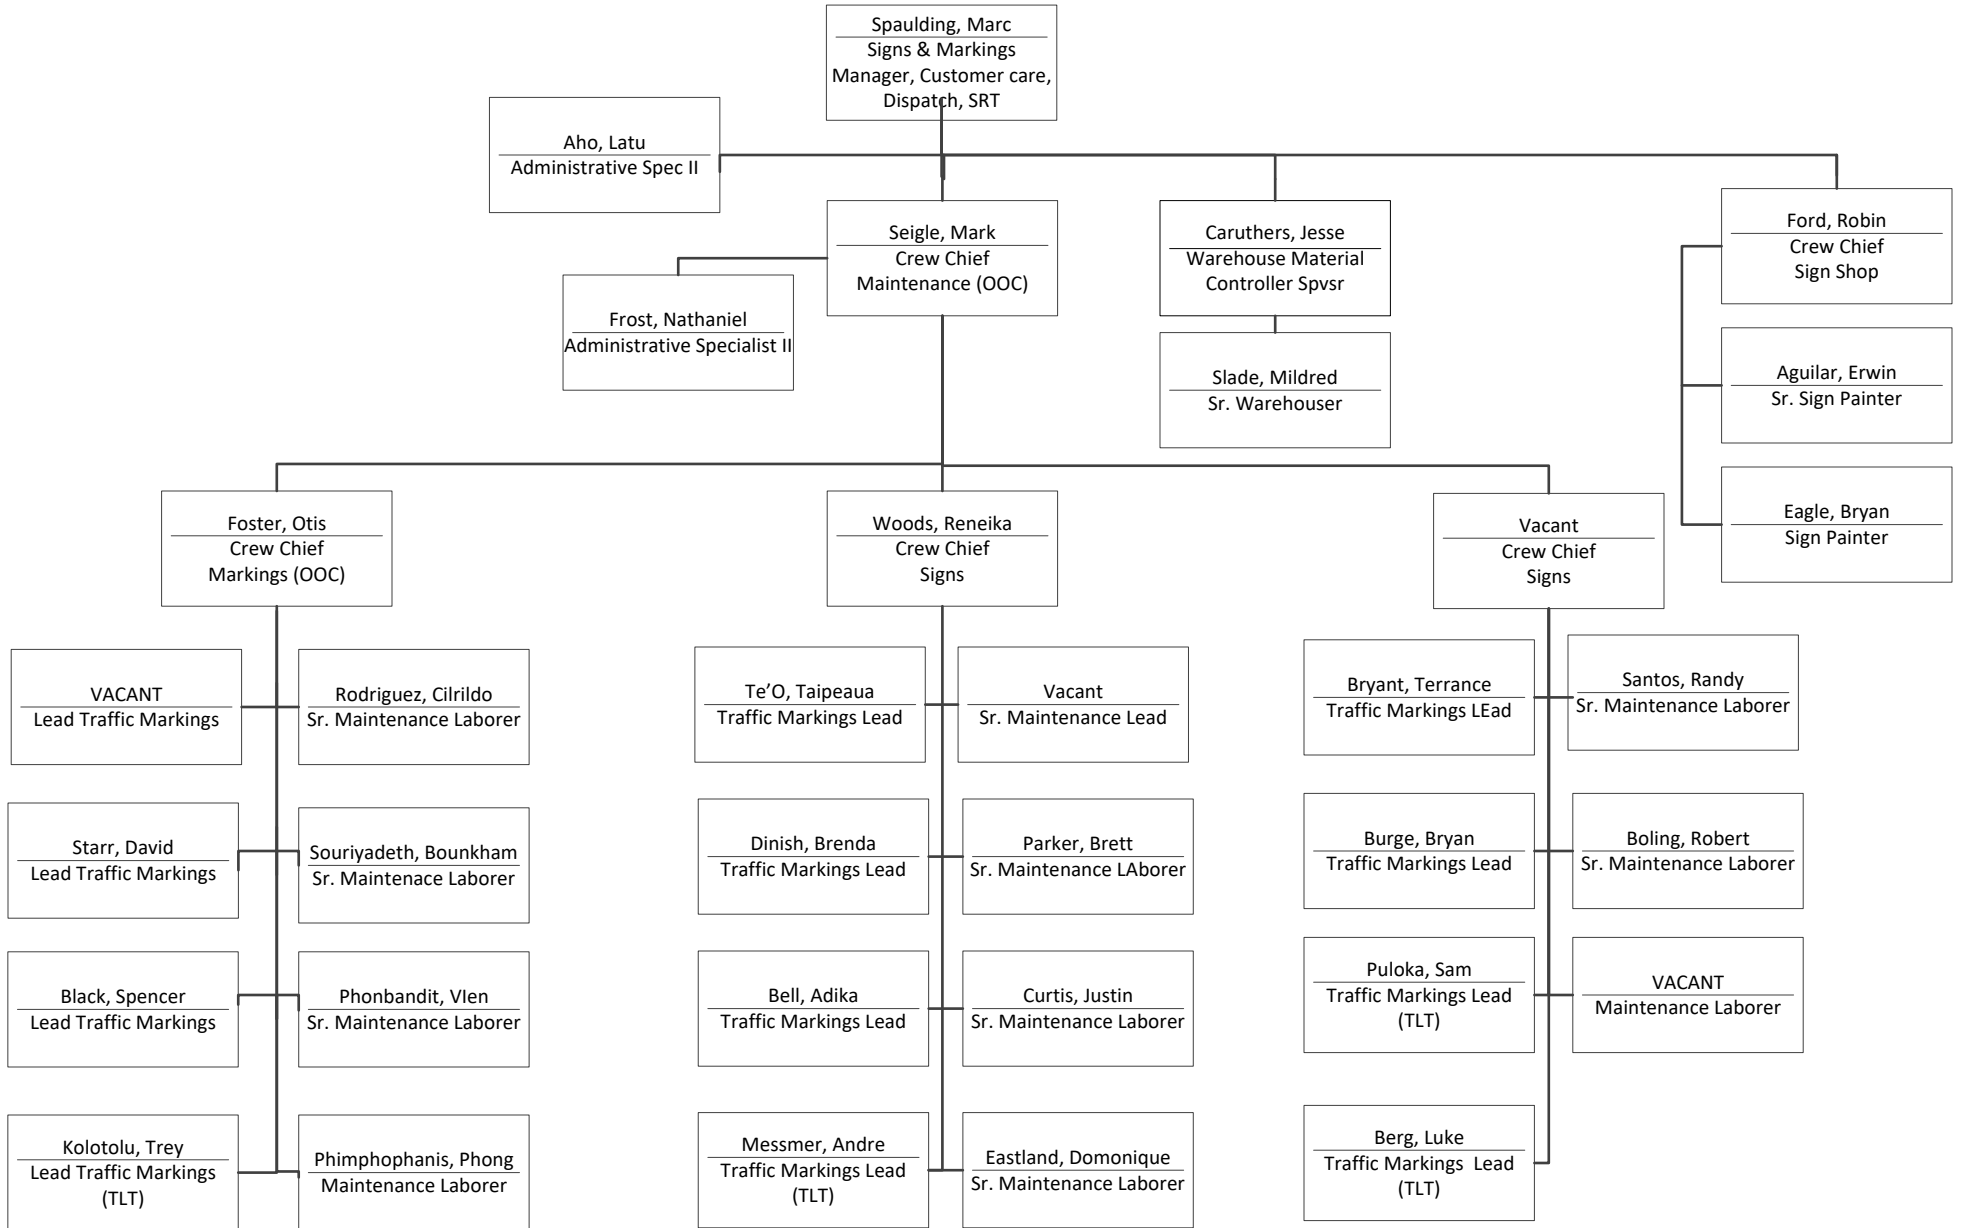 Spaulding, Marc
Signs & Markings
Manager, Customer care,
Dispatch, SRT
Aho, Latu
Administrative Spec II
Seigle, Mark
Crew Chief
Maintenance (OOC)
Caruthers, Jesse
Warehouse Material
Controller Spvsr
Ford, Robin
Crew Chief
Sign Shop
Frost, Nathaniel
Administrative Specialist II
Slade, Mildred
Sr. Warehouser
Aguilar, Erwin
Sr. Sign Painter
Eagle, Bryan
Sign Painter
Foster, Otis
Crew Chief
Markings (OOC)
Woods, Reneika
Crew Chief
Signs
Vacant
Crew Chief
Signs
VACANT
Lead Traffic Markings
Rodriguez, Cilrildo
Sr. Maintenance Laborer
Starr, David
Lead Traffic Markings
Souriyadeth, Bounkham
Sr. Maintenace Laborer
Black, Spencer
Lead Traffic Markings
Phonbandit, VIen
Sr. Maintenance Laborer
Kolotolu, Trey
Lead Traffic Markings
(TLT)
Phimphophanis, Phong
Maintenance Laborer
Te’O, Taipeaua
Traffic Markings Lead
Vacant
Sr. Maintenance Lead
Dinish, Brenda
Traffic Markings Lead
Parker, Brett
Sr. Maintenance LAborer
Bell, Adika
Traffic Markings Lead
Curtis, Justin
Sr. Maintenance Laborer
Messmer, Andre
Traffic Markings Lead
(TLT)
Eastland, Domonique
Sr. Maintenance Laborer
Bryant, Terrance
Traffic Markings LEad
Santos, Randy
Sr. Maintenance Laborer
Burge, Bryan
Traffic Markings Lead
Boling, Robert
Sr. Maintenance Laborer
Puloka, Sam
Traffic Markings Lead
(TLT)
VACANT
Maintenance Laborer
Berg, Luke
Traffic Markings Lead
(TLT)